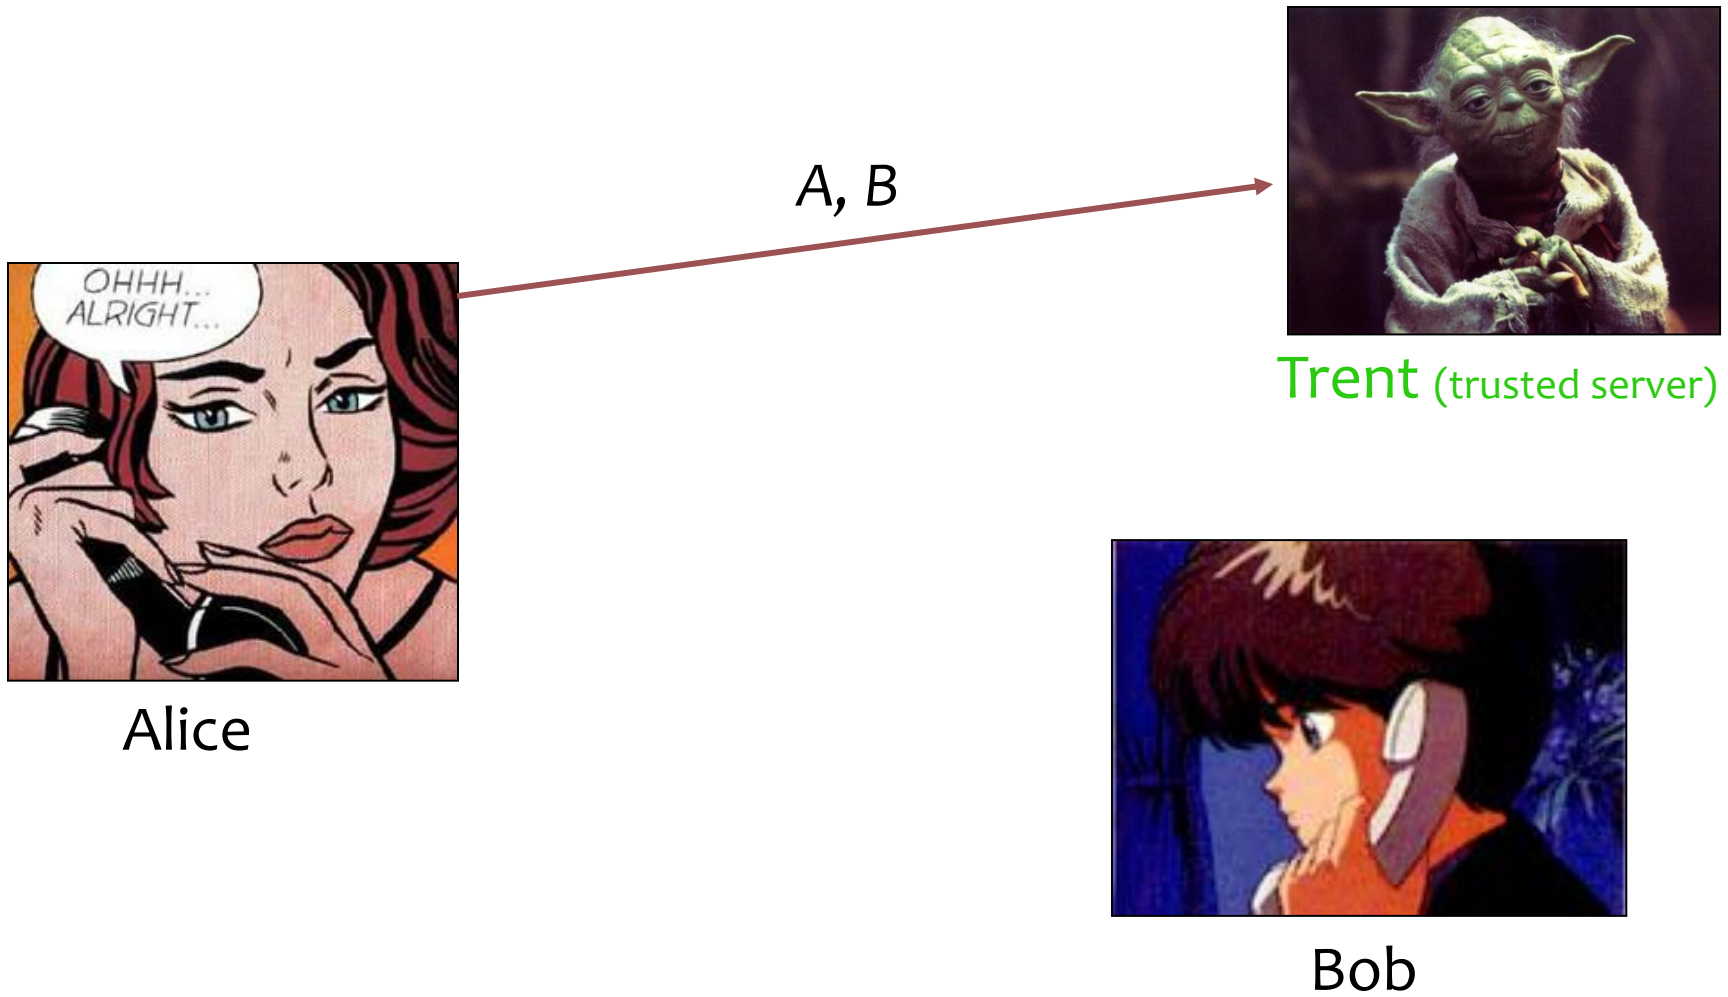 A, B
OHHH...
ALRIGHT...
Trent (trusted server)
Alice
Bob